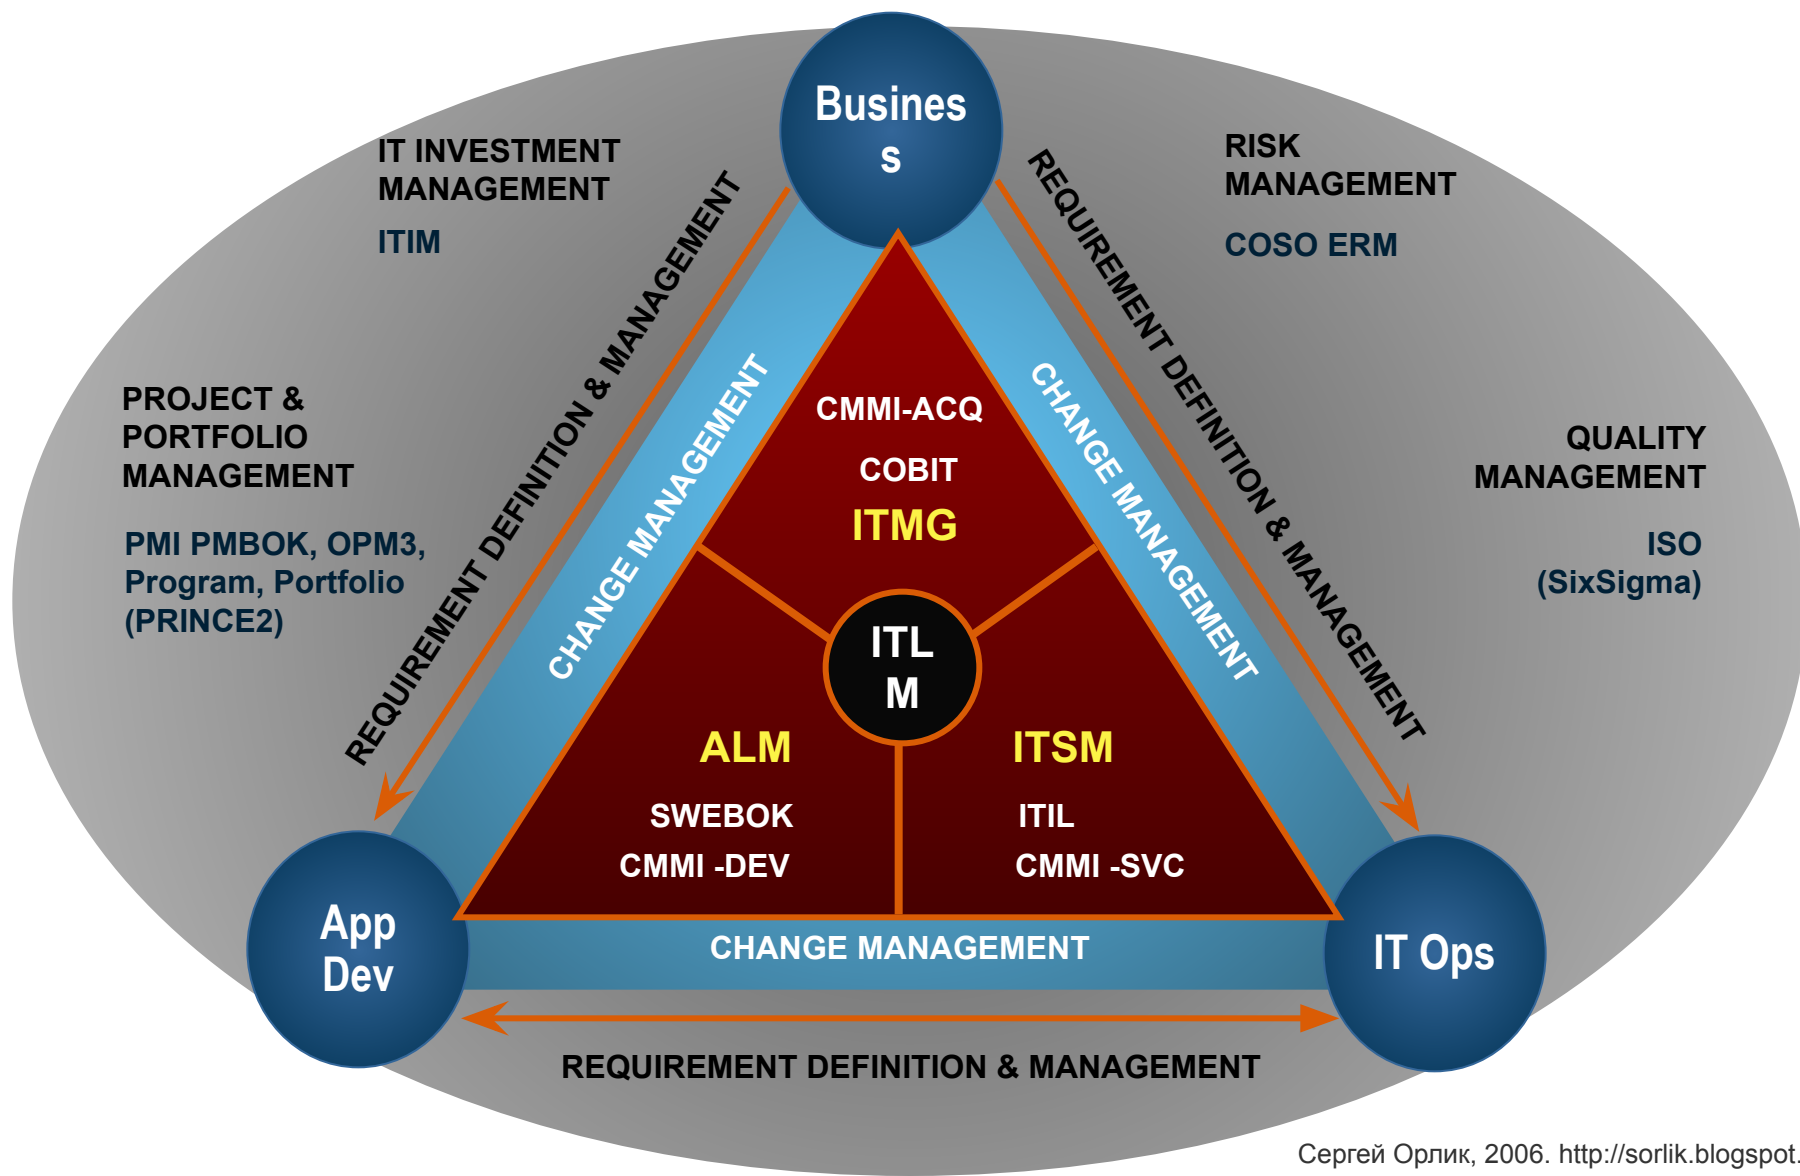 Busines
s
IT INVESTMENT
MANAGEMENT
ITIM
RISK
MANAGEMENT
COSO ERM
PROJECT &
PORTFOLIO
MANAGEMENT
PMI PMBOK, OPM3,
Program, Portfolio
(PRINCE2)
QUALITY
MANAGEMENT
ISO
(SixSigma)
REQUIREMENT DEFINITION & MANAGEMENT
CHANGE MANAGEMENT
CHANGE MANAGEMENT
REQUIREMENT DEFINITION & MANAGEMENT
CMMI-ACQ
COBIT
ITMG
ITL
M
ALM
SWEBOK
CMMI -DEV
ITSM
ITIL
CMMI -SVC
App
Dev
IT Ops
CHANGE MANAGEMENT
REQUIREMENT DEFINITION & MANAGEMENT
Сергей Орлик, 2006. http://sorlik.blogspot.